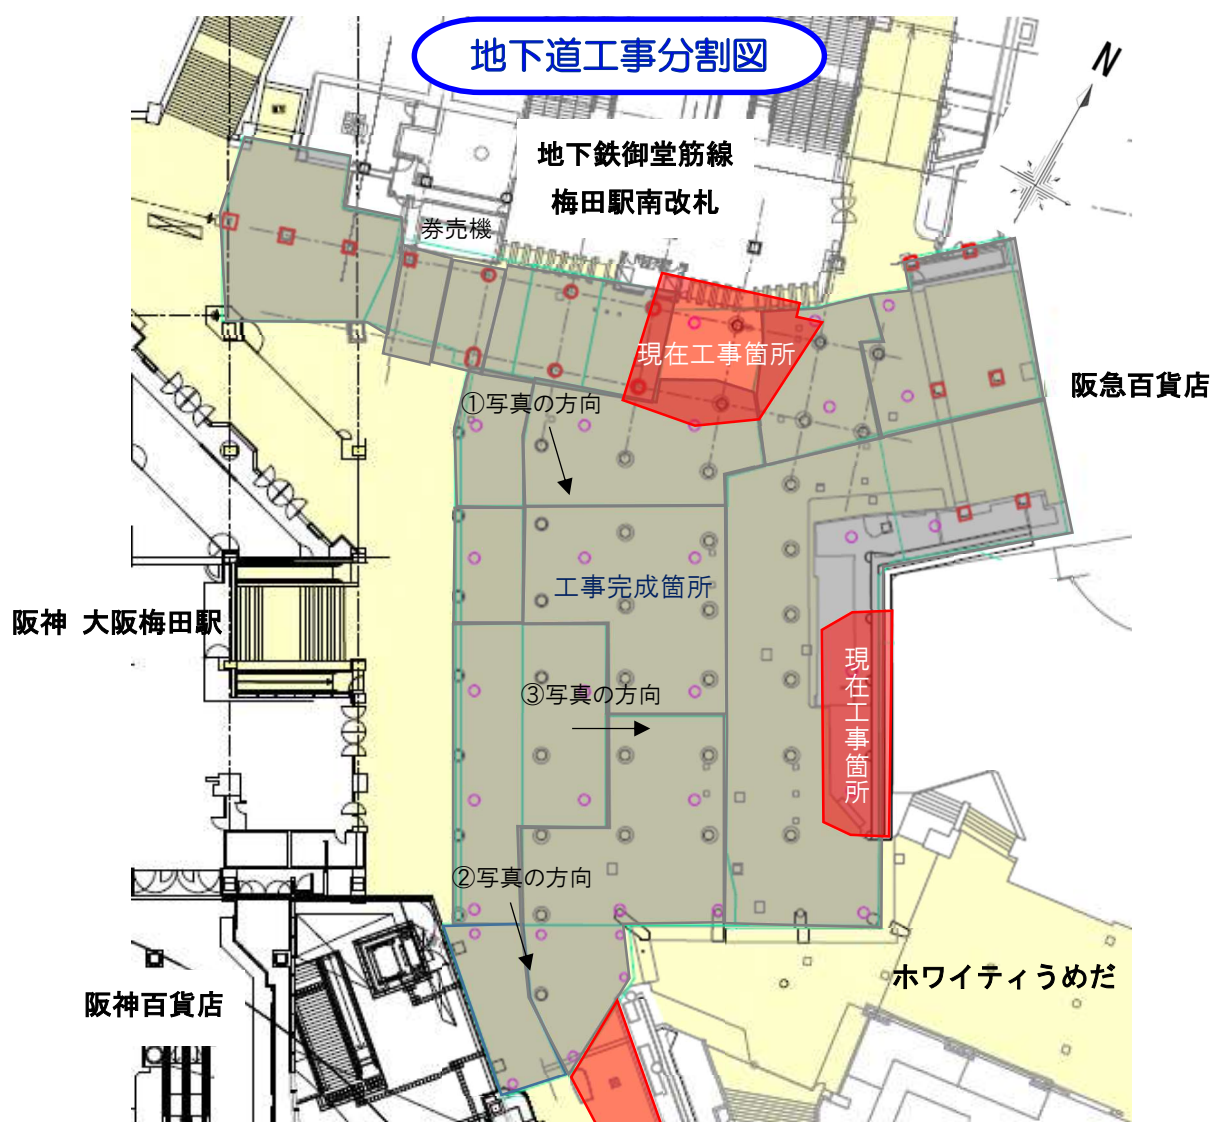 地下道工事分割図
N
地下鉄御堂筋線
梅田駅南改札
券売機
現在工事箇所
阪急百貨店
①写真の方向
工事完成箇所
阪神 大阪梅田駅
現在工事箇所
③写真の方向
②写真の方向
ホワイティうめだ
阪神百貨店